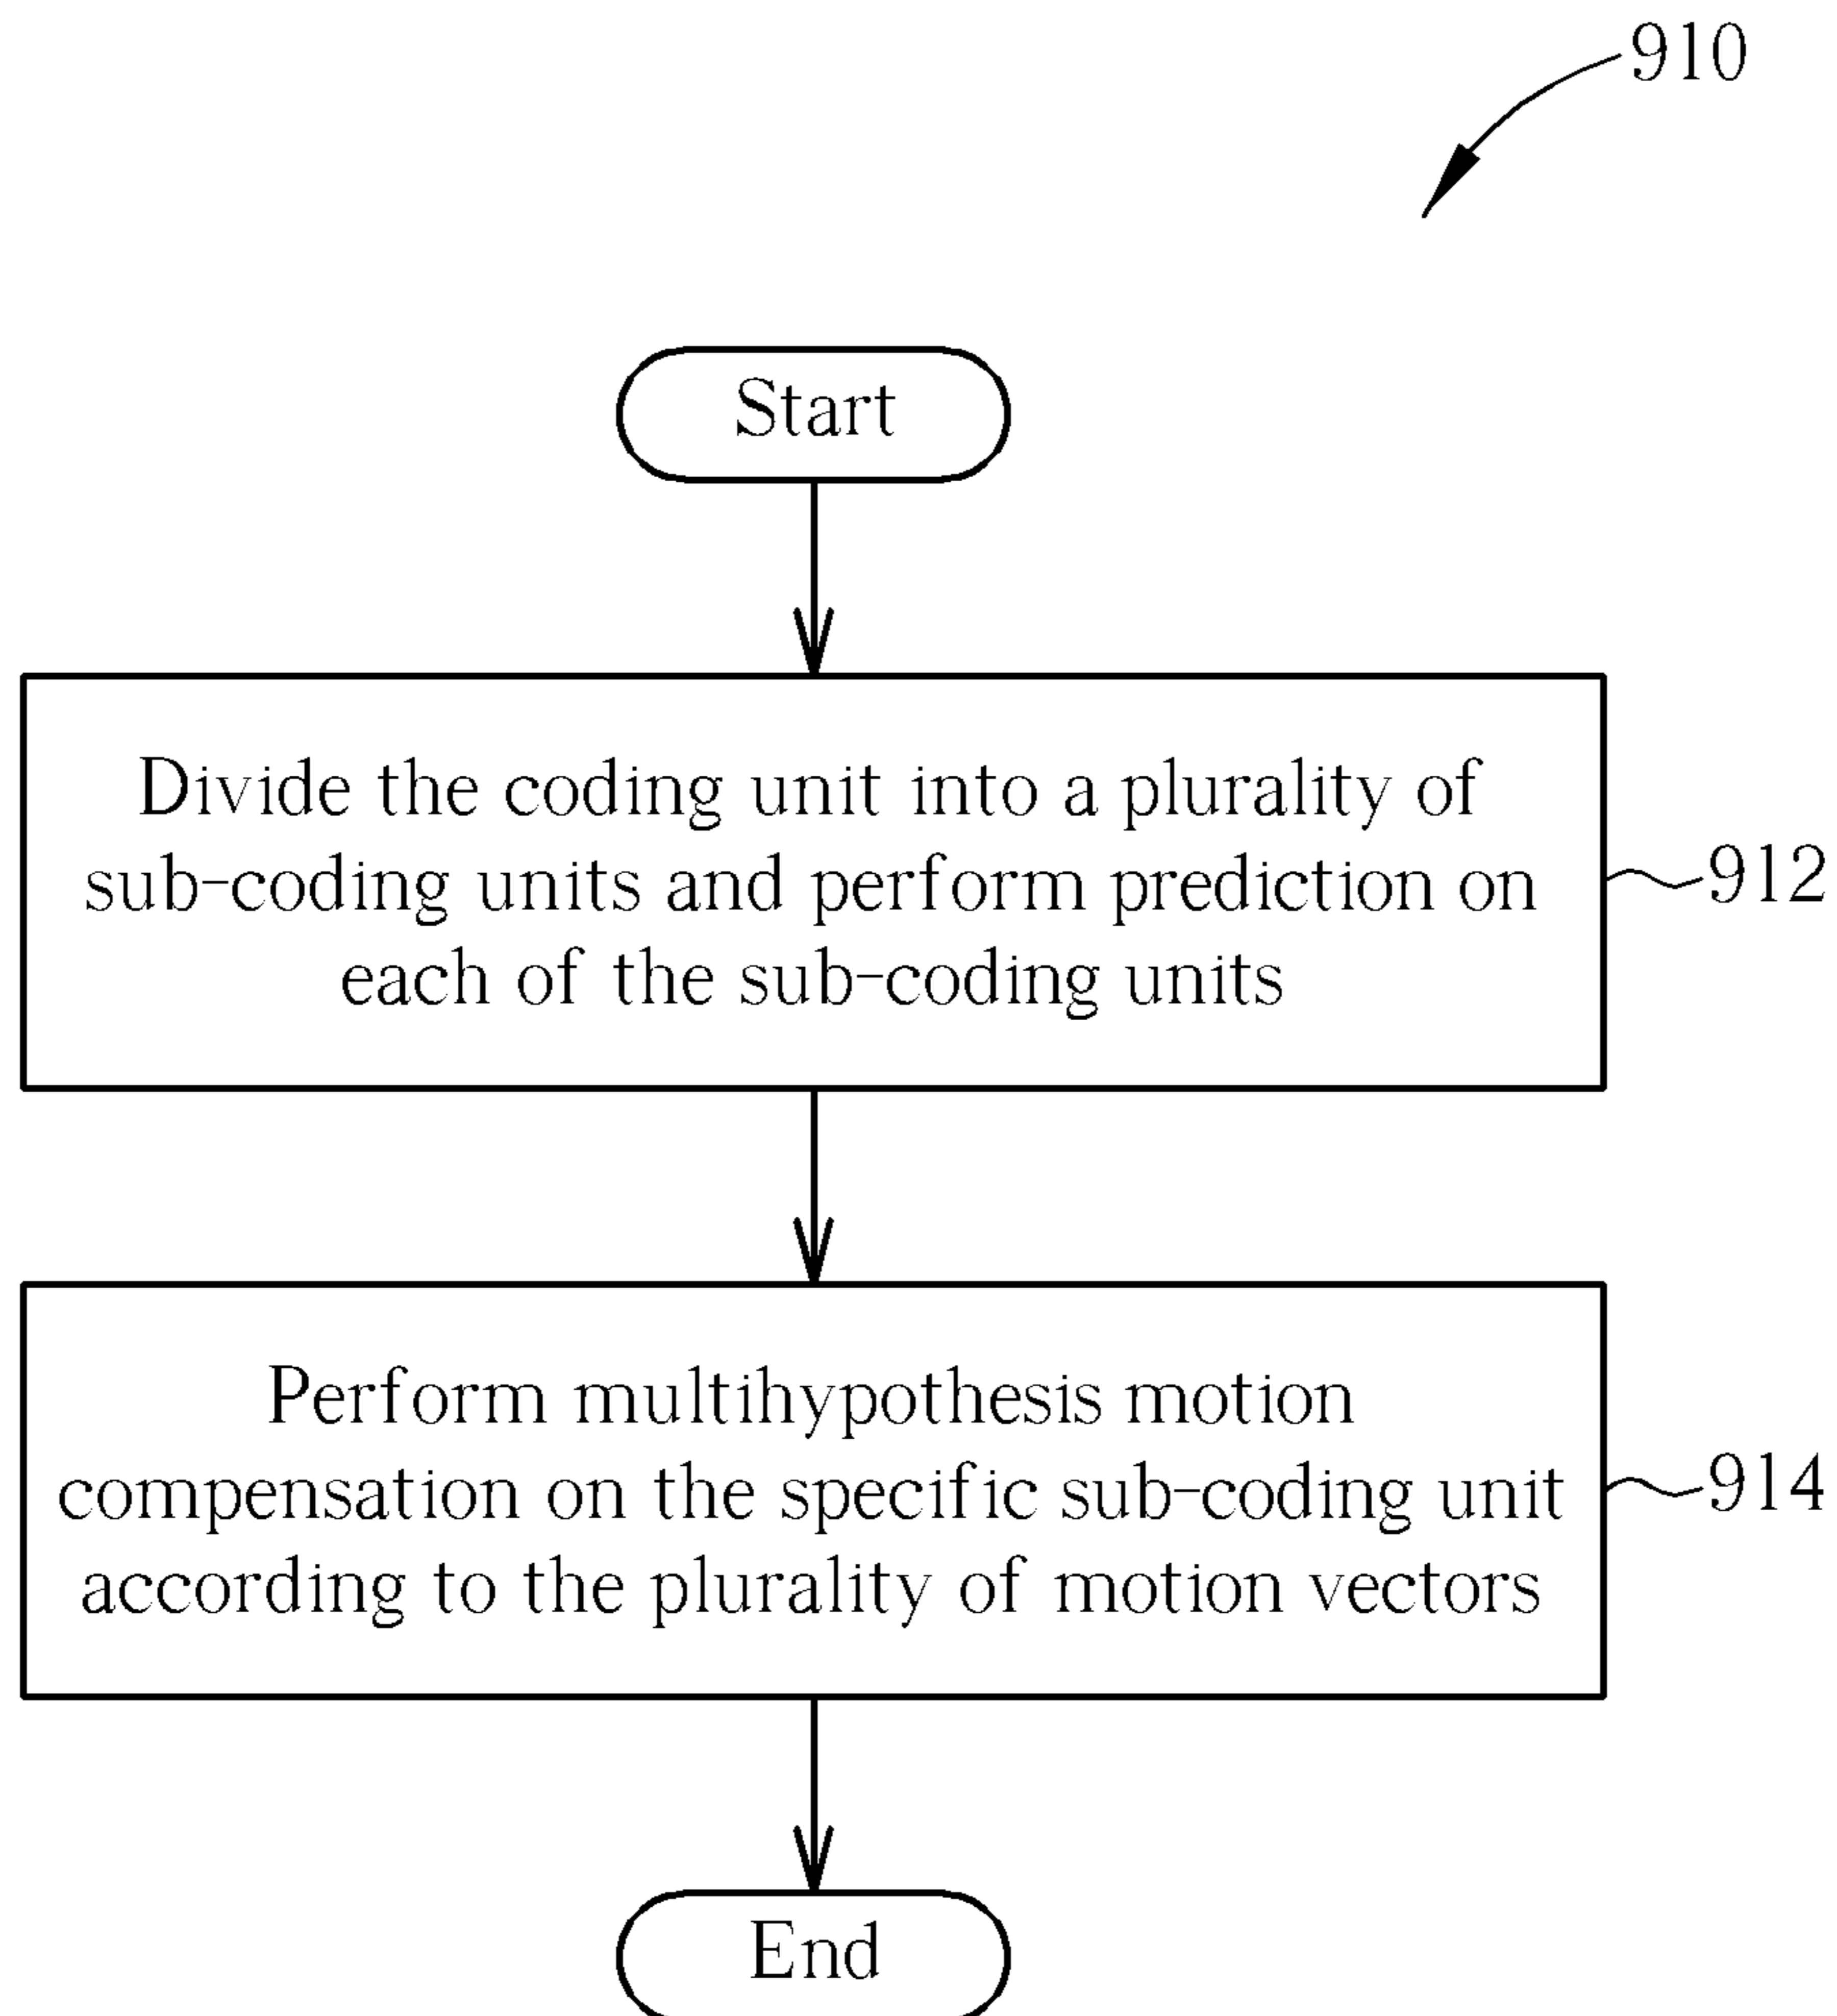 910
Start
Divide the coding unit into a plurality of
sub-coding units and perform prediction on
each of the sub-coding units
912
Perform multihypothesis motion
compensation on the specific sub-coding unit
according to the plurality of motion vectors
914
End